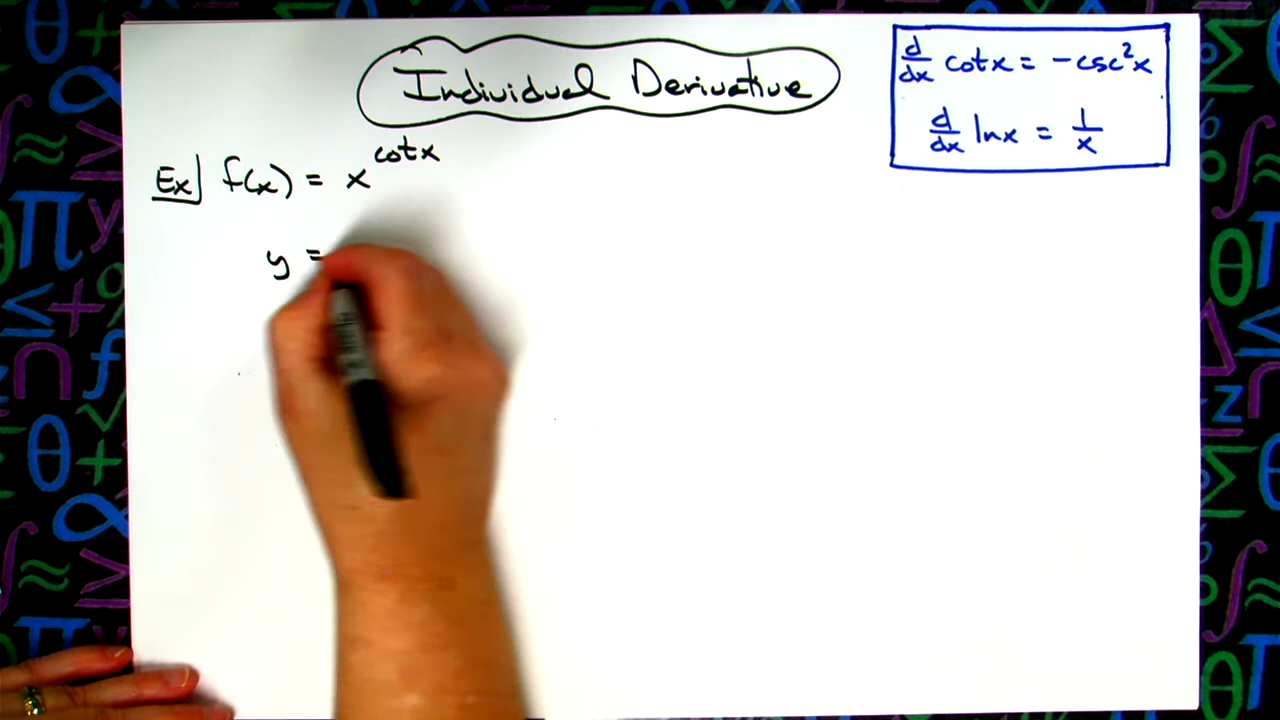 Individual Derivative
d/dx cotx = -csc²x
d/dx lnx = 1/x
Ex| f(x) = x^cotx
y =